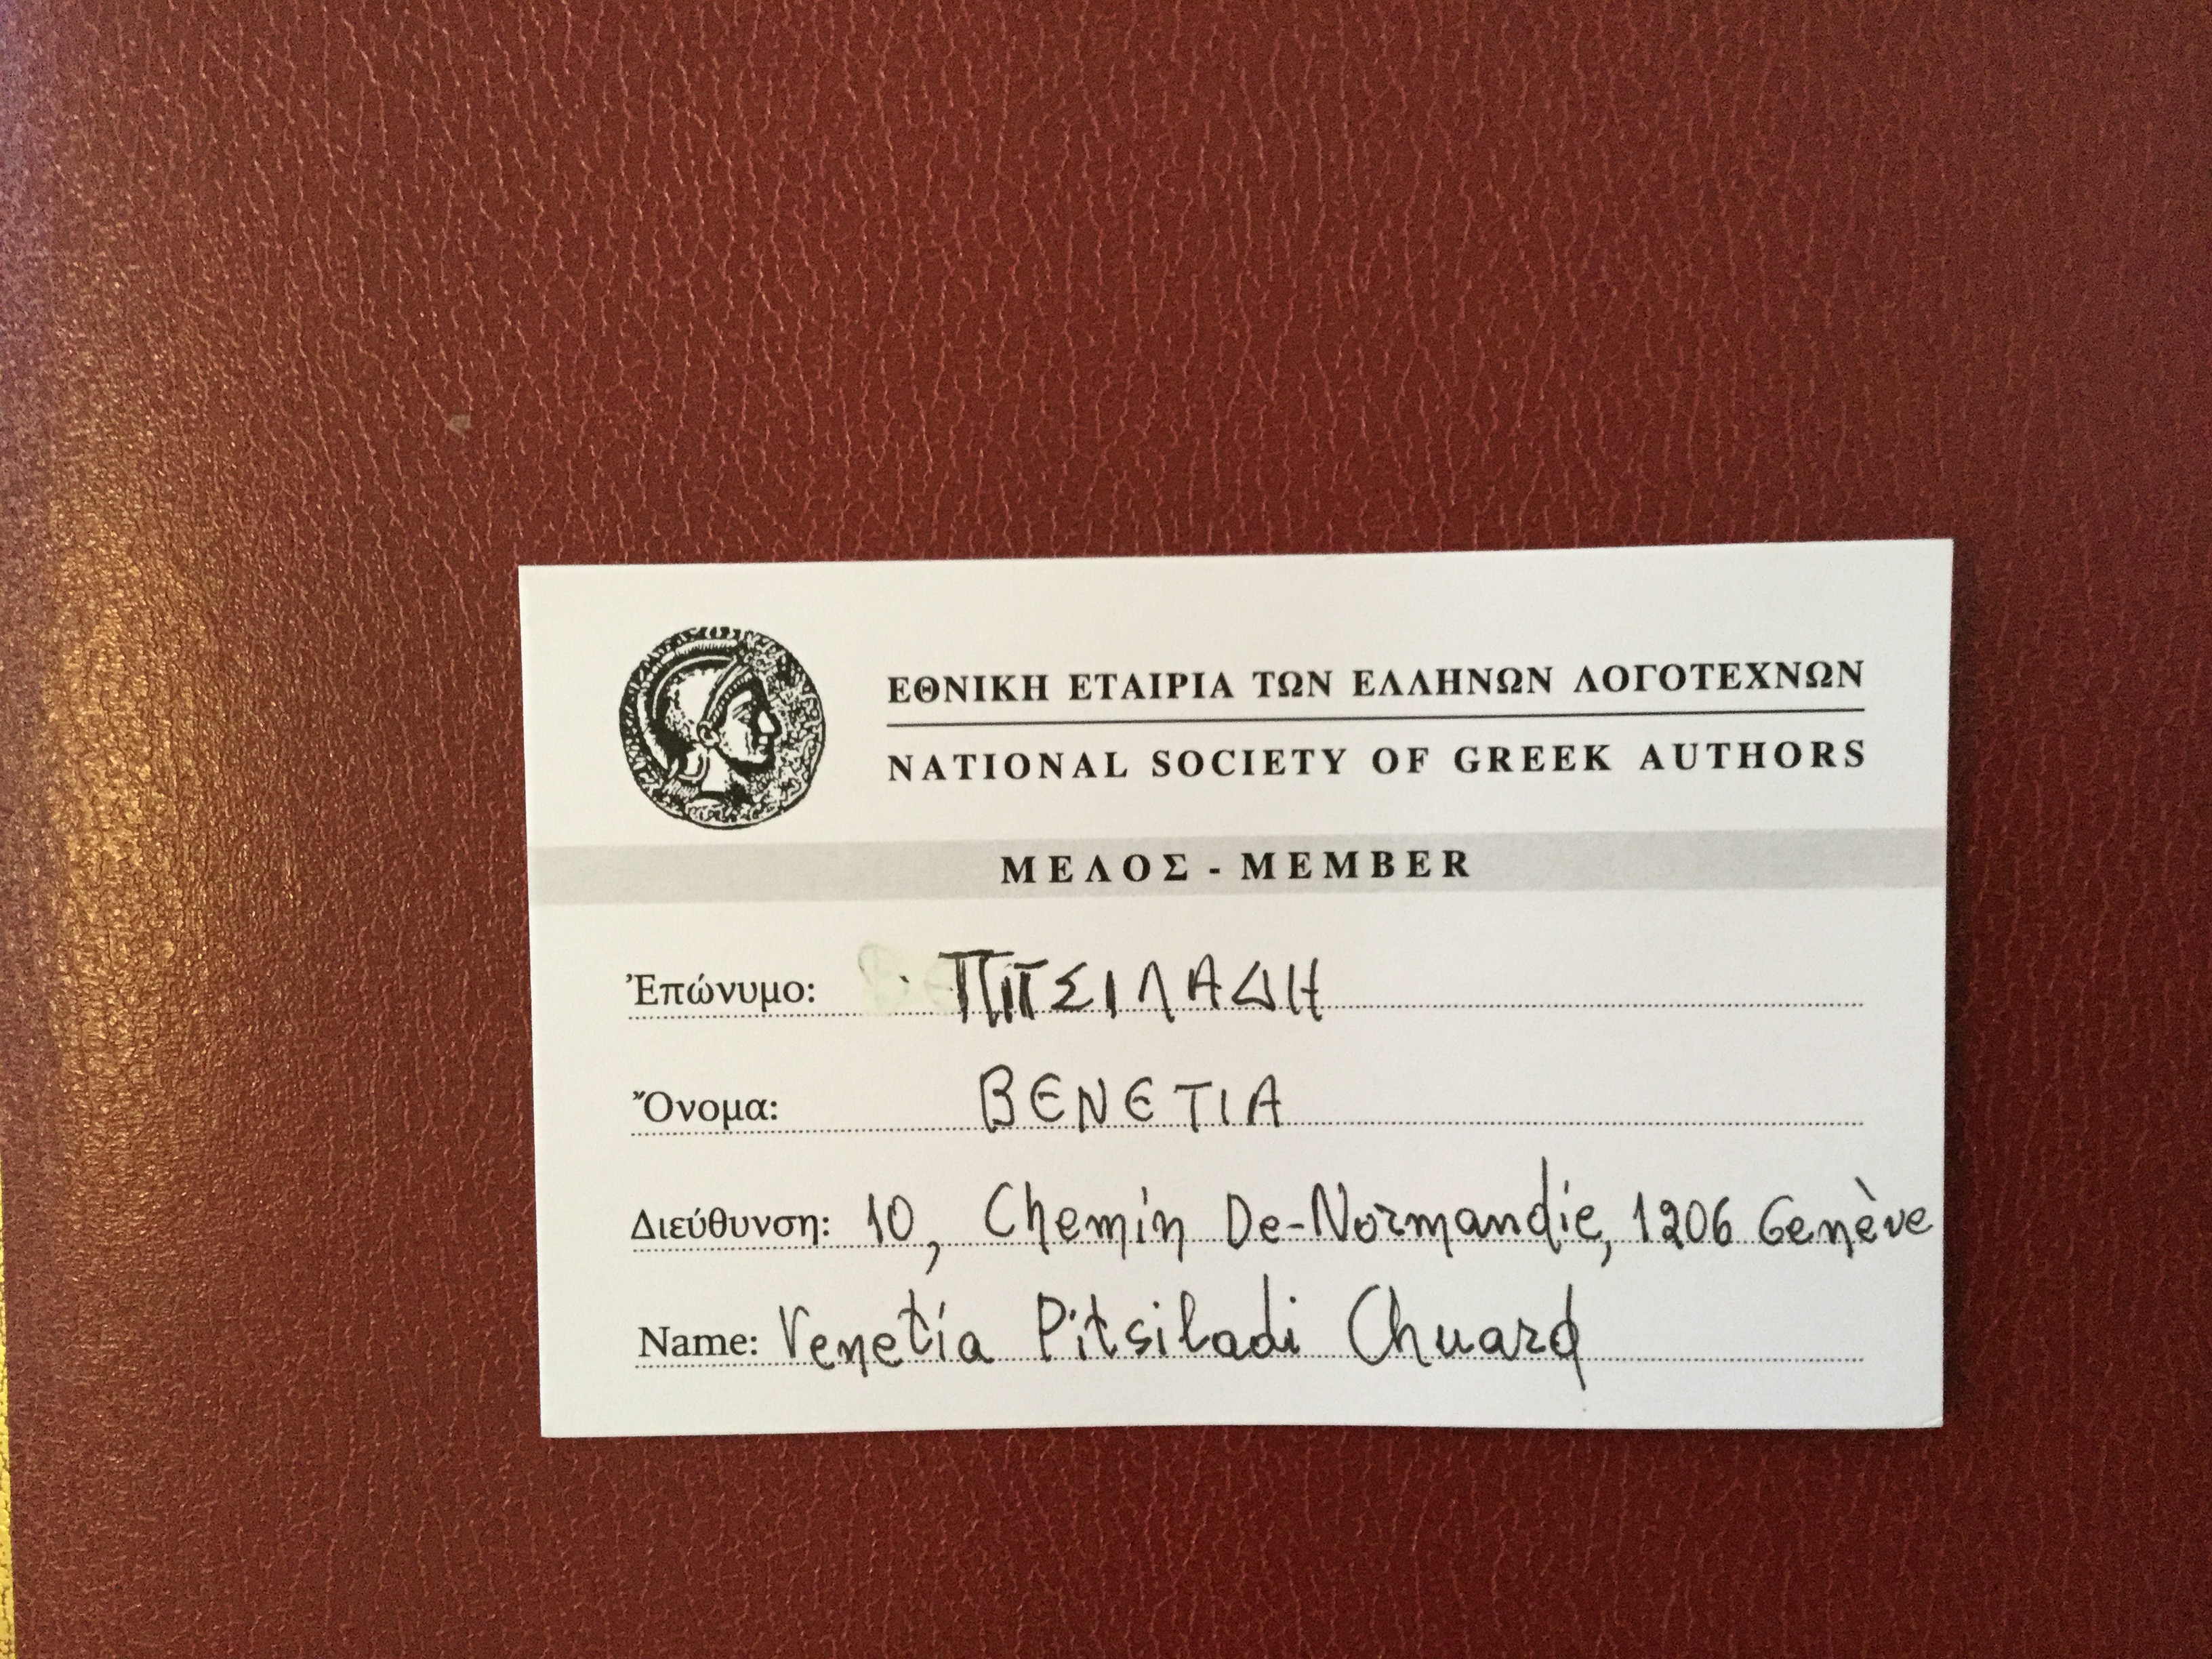 ΕΘΝΙΚΗ ΕΤΑΙΡΙΑ ΤΩΝ ΕΛΛΗΝΩΝ ΛΟΓΟΤΕΧΝΩΝ
NATIONAL SOCIETY OF GREEK AUTHORS
ΜΕΛΟΣ - MEMBER
Ἐπώνυμο: ΠΙΤΣΙΛΑΔΗ
Ὄνομα: ΒΕΝΕΤΙΑ
Διεύθυνση: 10, Chemin De-Normandie, 1206 Genève
Name: Venetia Pitsiladi Chuard